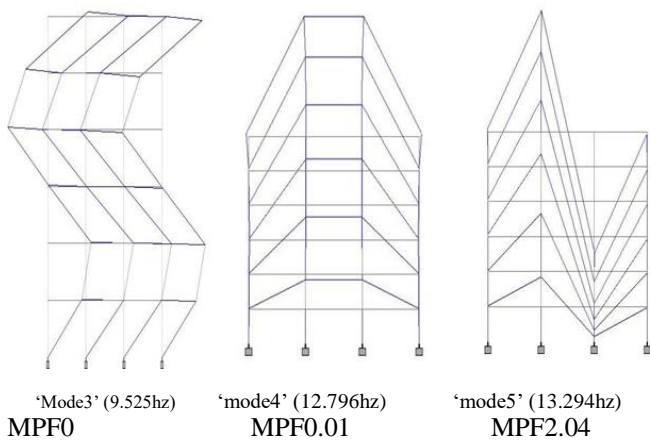 ‘Mode3’ (9.525hz) ‘mode4’ (12.796hz) ‘mode5’ (13.294hz)
MPF0 MPF0.01 MPF2.04